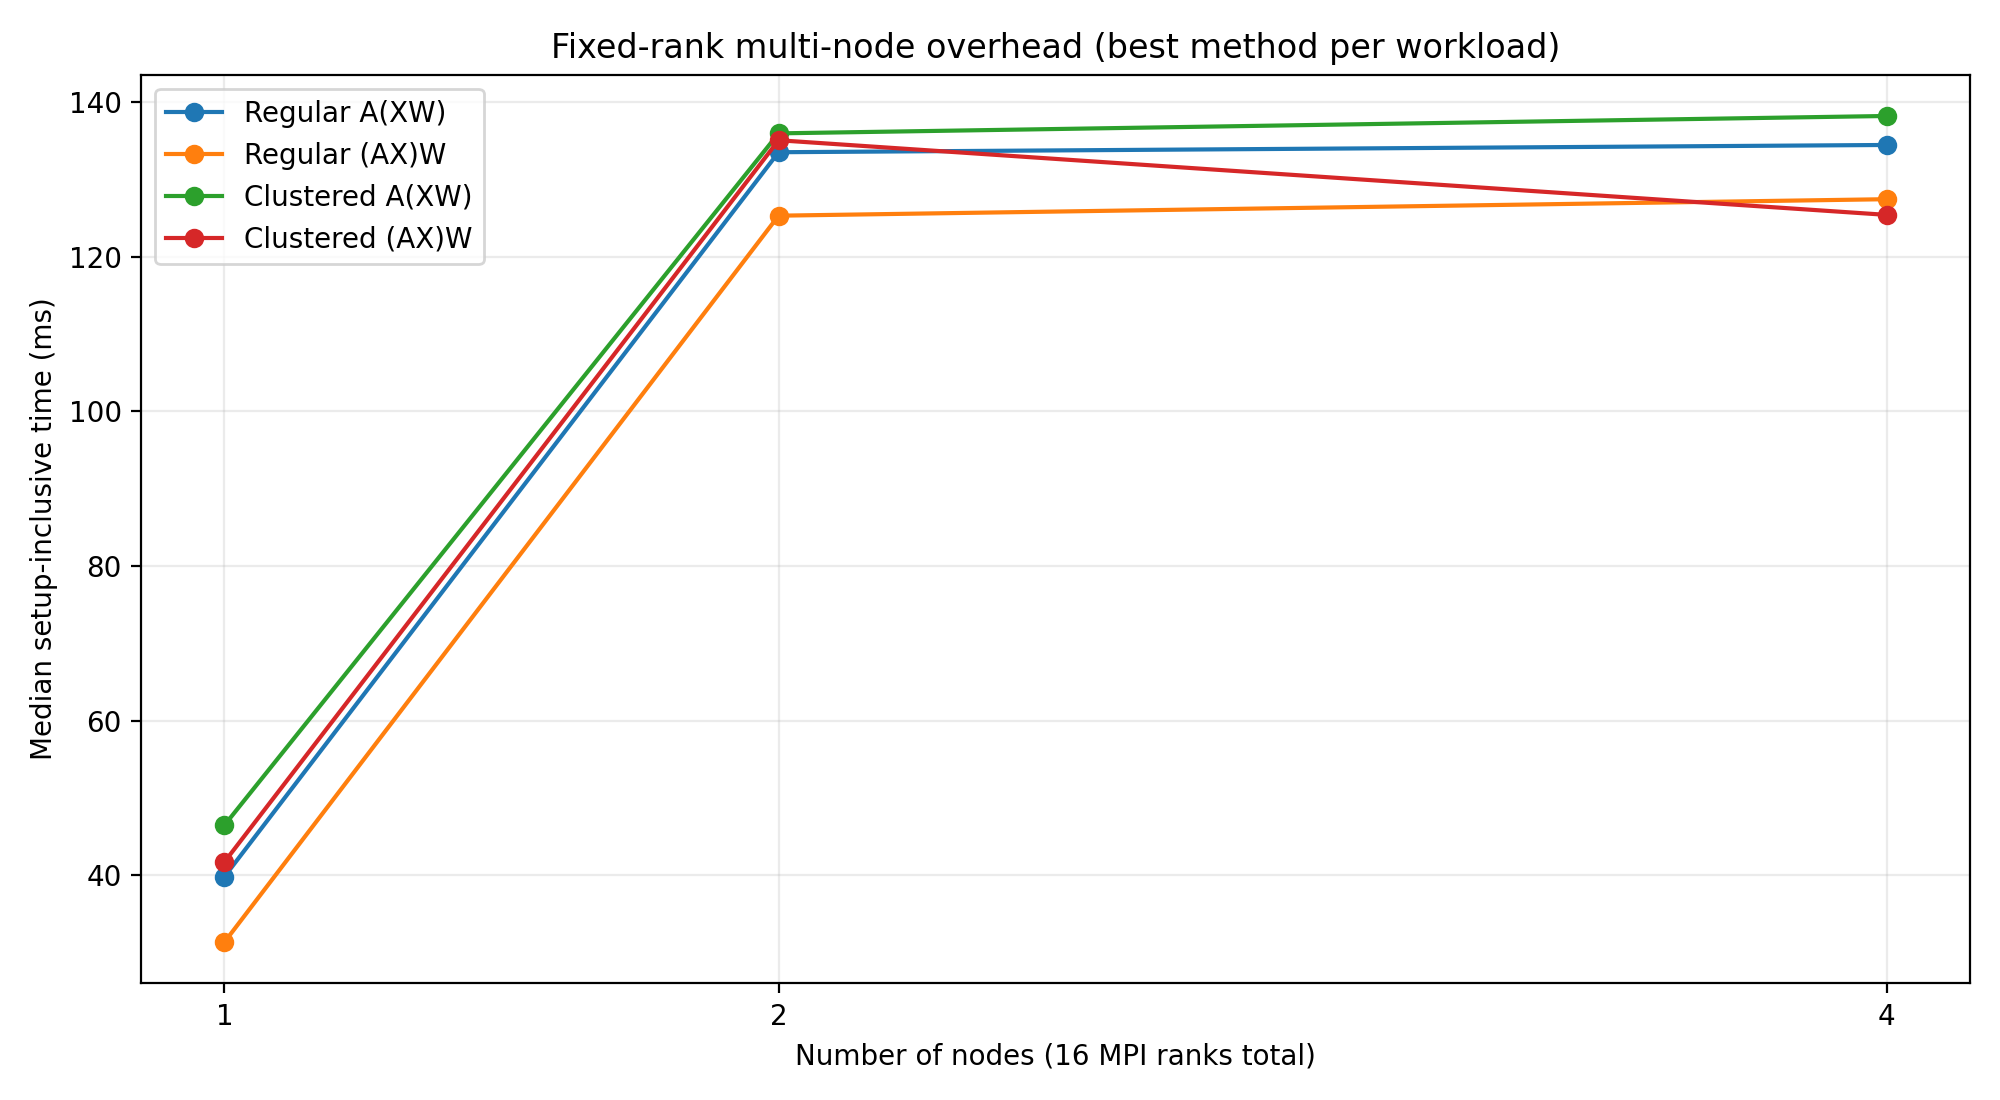 Fixed-rank multi-node overhead (best method per workload)
Regular A(XW)
Regular (AX)W
Clustered A(XW)
Clustered (AX)W
Median setup-inclusive time (ms)
140
120
100
80
60
40
1
2
4
Number of nodes (16 MPI ranks total)